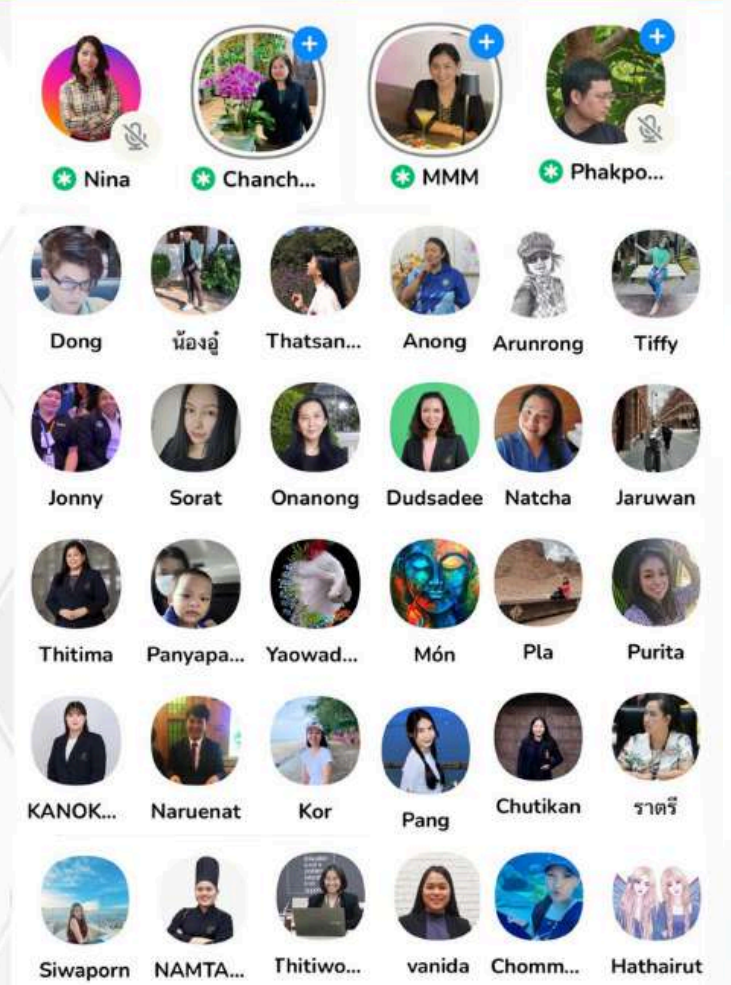 Nina Chanch... MMM Phakpo...
Dong น้องอู๋ Thatsan... Anong Arunrong Tiffy
Jonny Sorat Onanong Dudsadee Natcha Jaruwan
Thitima Panyapa... Yaowad... Món Pla Purita
KANOK... Naruenat Kor Pang Chutikan ราตรี
Siwaporn NAMTA... Thitiwo... vanida Chomm... Hathairut